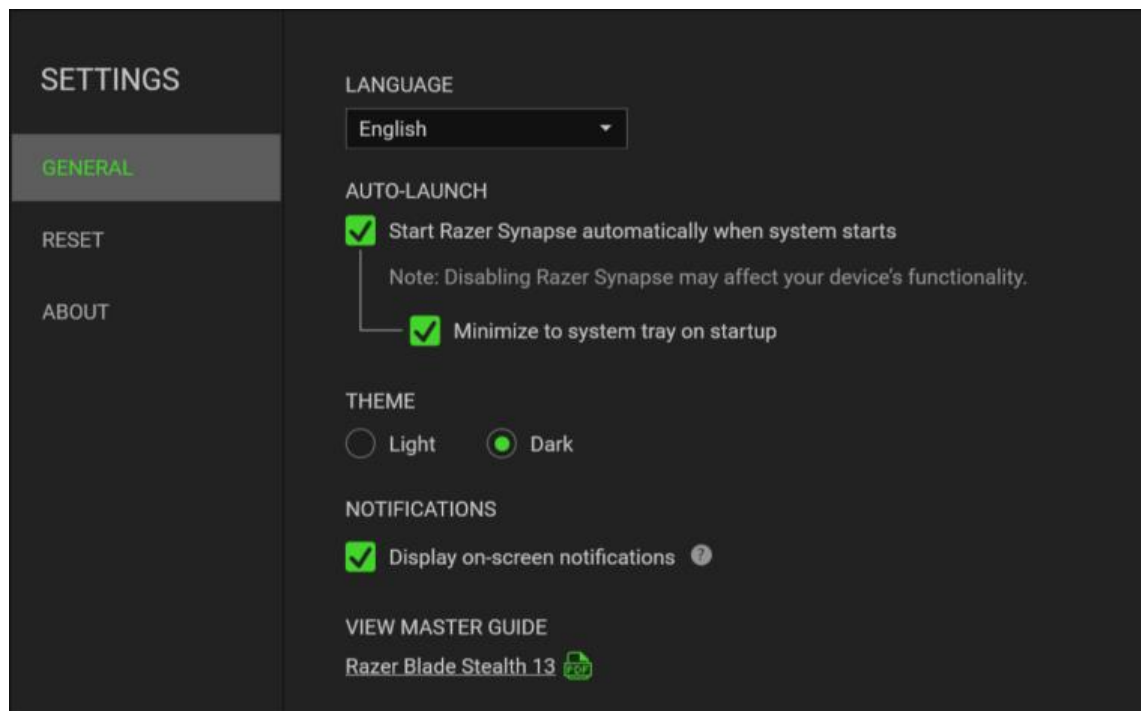 SETTINGS
GENERAL
RESET
ABOUT
LANGUAGE
English
AUTO-LAUNCH
Start Razer Synapse automatically when system starts
Note: Disabling Razer Synapse may affect your device's functionality.
Minimize to system tray on startup
THEME
Light Dark
NOTIFICATIONS
Display on-screen notifications ?
VIEW MASTER GUIDE
Razer Blade Stealth 13 PDF